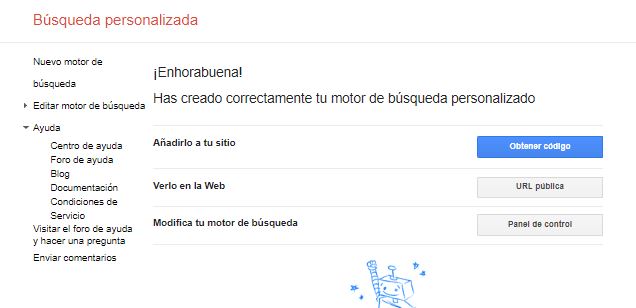 Búsqueda personalizada
Nuevo motor de
búsqueda
Editar motor de búsqueda
Ayuda
Centro de ayuda
Foro de ayuda
Blog
Documentación
Condiciones de
Servicio
Visitar el foro de ayuda
y hacer una pregunta
Enviar comentarios
¡Enhorabuena!
Has creado correctamente tu motor de búsqueda personalizado
Añadirlo a tu sitio
Obtener código
Verlo en la Web
URL pública
Modifica tu motor de búsqueda
Panel de control